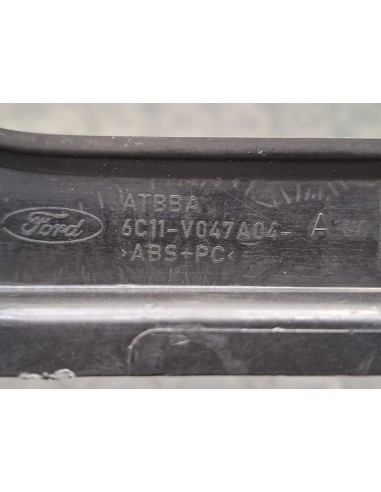 ATBBA
Ford 6C11-V047A04- A
>ABS+PC<